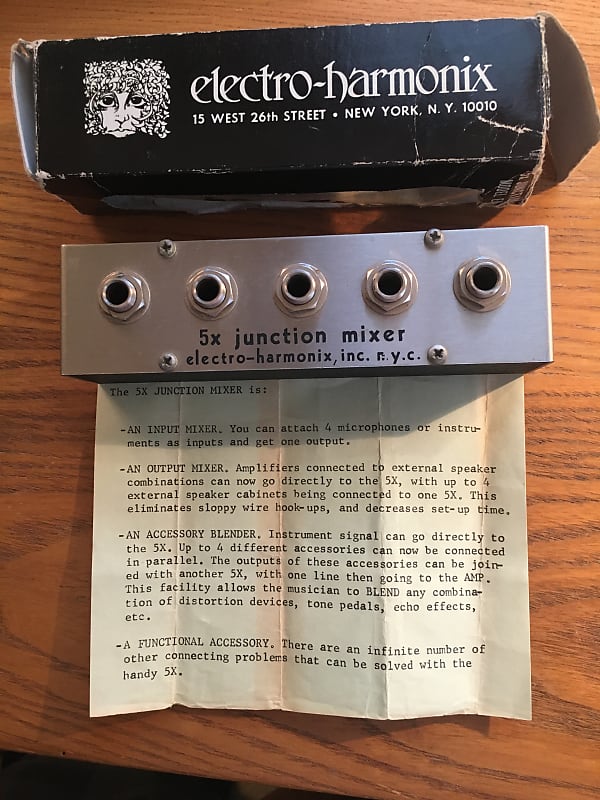 electro-harmonix
15 WEST 26th STREET • NEW YORK, N. Y. 10010
5x junction mixer
electro-harmonix, inc. n.y.c.
The 5X JUNCTION MIXER is:
-AN INPUT MIXER. You can attach 4 microphones or instru-
ments as inputs and get one output.
-AN OUTPUT MIXER. Amplifiers connected to external speaker
combinations can now go directly to the 5X, with up to 4
external speaker cabinets being connected to one 5X. This
eliminates sloppy wire hook-ups, and decreases set-up time.
-AN ACCESSORY BLENDER. Instrument signal can go directly to
the 5X. Up to 4 different accessories can now be connected
in parallel. The outputs of these accessories can be join-
ed with another 5X, with one line then going to the AMP.
This facility allows the musician to BLEND any combina-
tion of distortion devices, tone pedals, echo effects,
etc.
-A FUNCTIONAL ACCESSORY. There are an infinite number of
other connecting problems that can be solved with the
handy 5X.